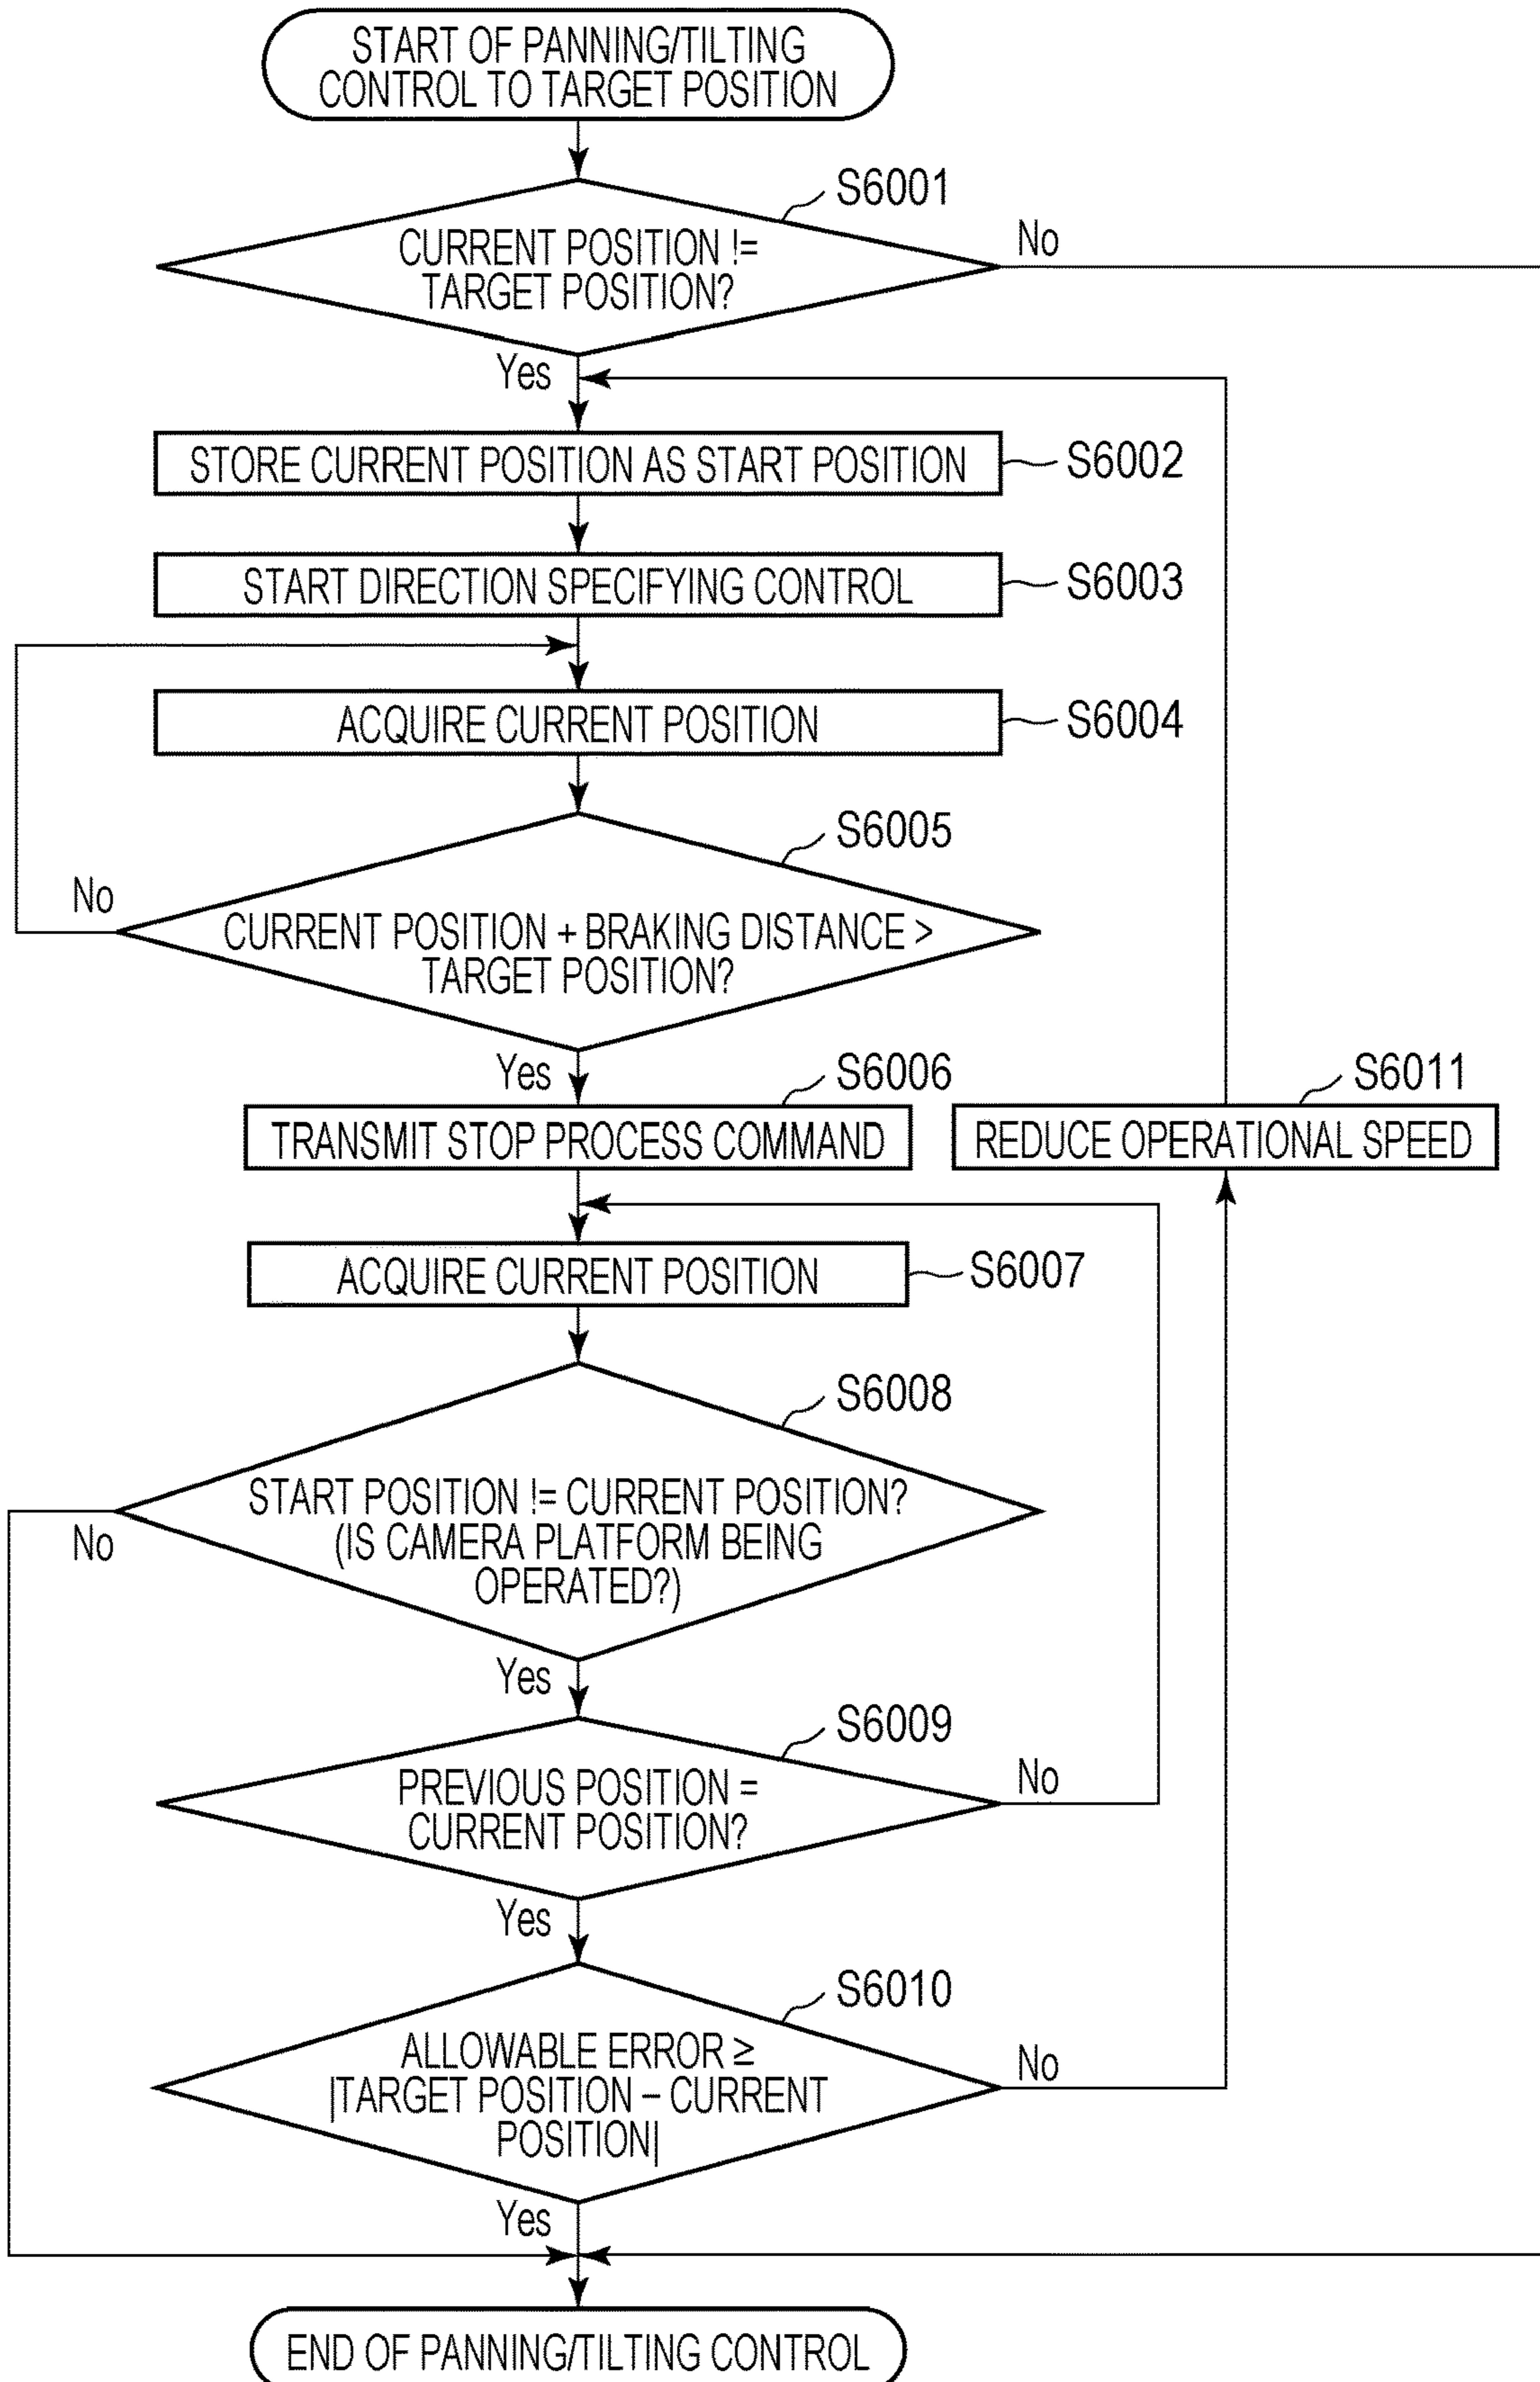 START OF PANNING/TILTING
CONTROL TO TARGET POSITION
S6001
CURRENT POSITION !=
TARGET POSITION?
No
Yes
STORE CURRENT POSITION AS START POSITION
S6002
START DIRECTION SPECIFYING CONTROL
S6003
ACQUIRE CURRENT POSITION
S6004
S6005
No
CURRENT POSITION + BRAKING DISTANCE >
TARGET POSITION?
Yes
S6006
S6011
TRANSMIT STOP PROCESS COMMAND
REDUCE OPERATIONAL SPEED
ACQUIRE CURRENT POSITION
S6007
S6008
START POSITION != CURRENT POSITION?
(IS CAMERA PLATFORM BEING
OPERATED?)
No
Yes
S6009
PREVIOUS POSITION =
CURRENT POSITION?
No
Yes
S6010
ALLOWABLE ERROR ≥
|TARGET POSITION – CURRENT
POSITION|
No
Yes
END OF PANNING/TILTING CONTROL